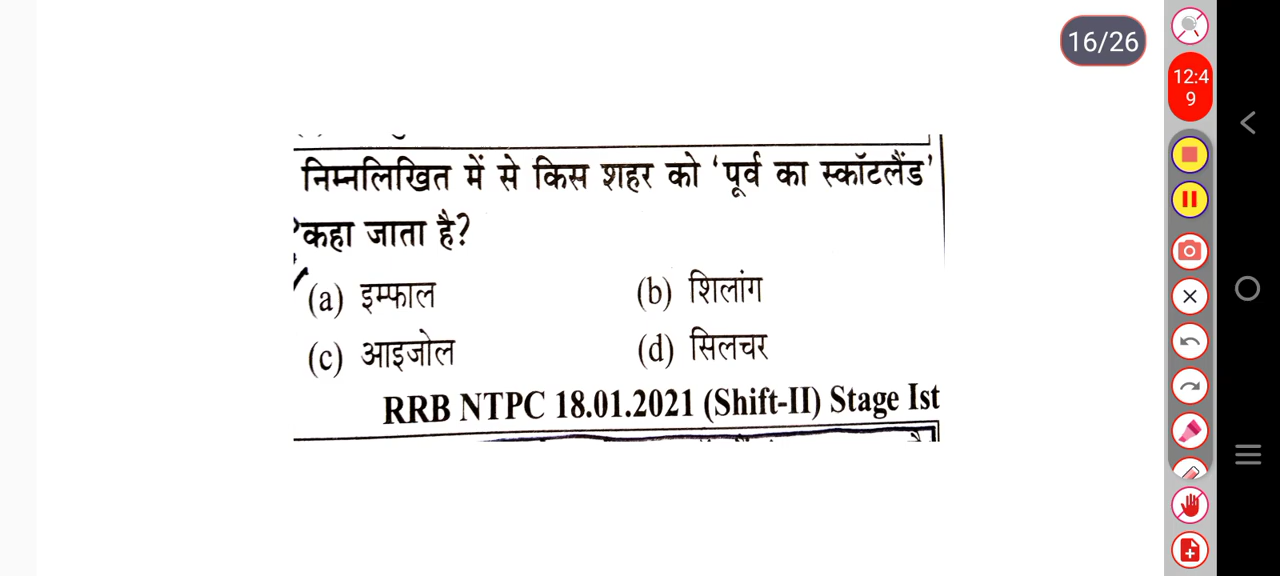 16/26
12:4
9
निम्नलिखित में से किस शहर को ‘पूर्व का स्कॉटलैंड’
कहा जाता है?
(a) इम्फाल (b) शिलांग
(c) आइजोल (d) सिलचर
RRB NTPC 18.01.2021 (Shift-II) Stage Ist